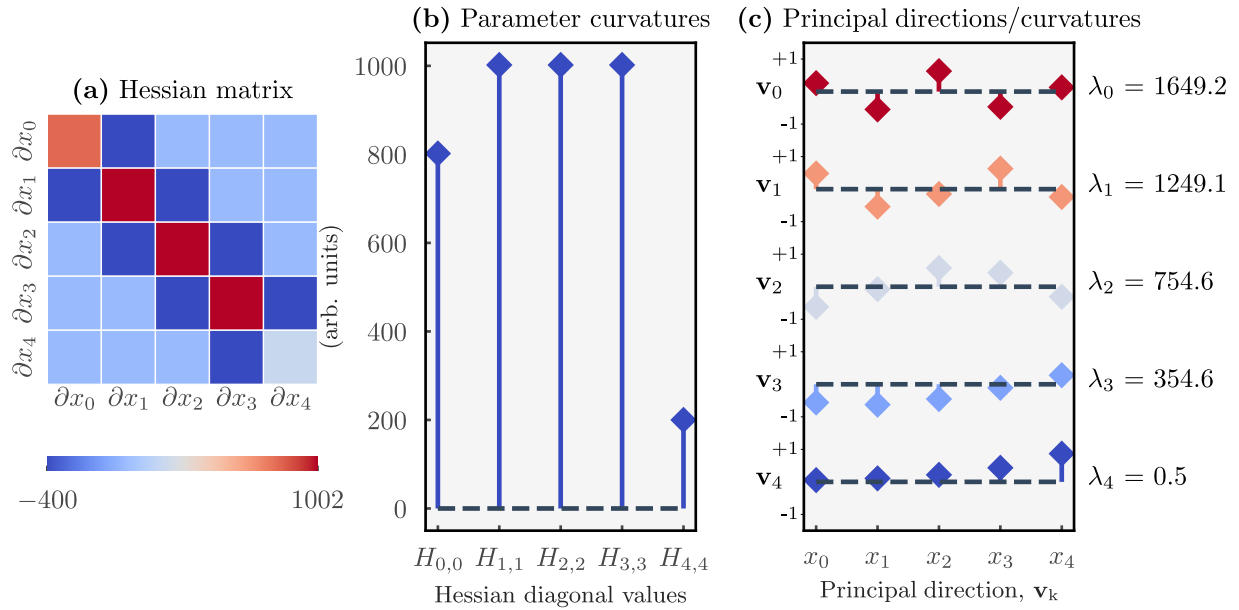 (a) Hessian matrix
∂x₀
∂x₁
∂x₂
∂x₃
∂x₄
∂x₀ ∂x₁ ∂x₂ ∂x₃ ∂x₄
−400 1002
(b) Parameter curvatures
(arb. units)
1000
800
600
400
200
0
H₀,₀ H₁,₁ H₂,₂ H₃,₃ H₄,₄
Hessian diagonal values
(c) Principal directions/curvatures
+1
v₀ λ₀ = 1649.2
-1
+1
v₁ λ₁ = 1249.1
-1
+1
v₂ λ₂ = 754.6
-1
+1
v₃ λ₃ = 354.6
-1
+1
v₄ λ₄ = 0.5
-1
x₀ x₁ x₂ x₃ x₄
Principal direction, vₖ